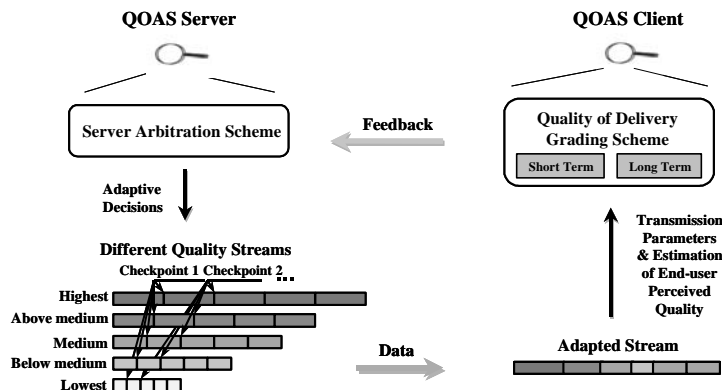 QOAS Server
QOAS Client
Server Arbitration Scheme
Feedback
Quality of Delivery
Grading Scheme
Short Term
Long Term
Adaptive
Decisions
Transmission
Parameters
& Estimation
of End-user
Perceived
Quality
Different Quality Streams
Checkpoint 1 Checkpoint 2 ...
Highest
Above medium
Medium
Below medium
Lowest
Data
Adapted Stream